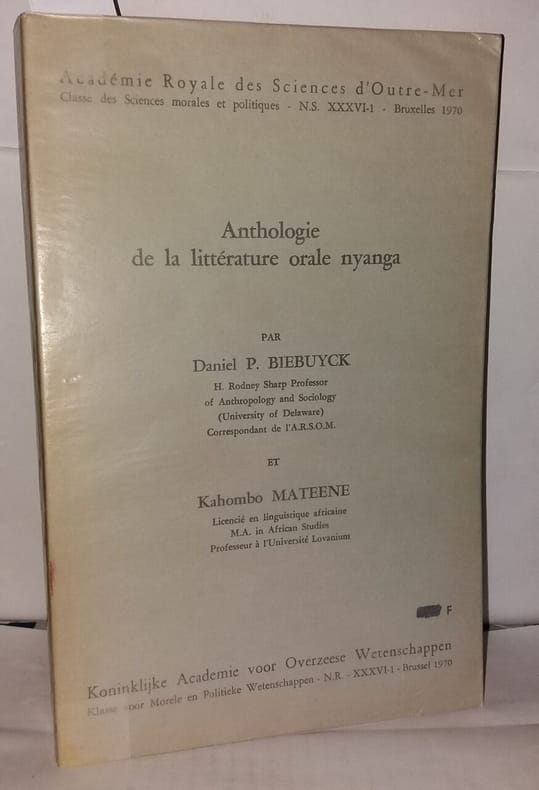 Académie Royale des Sciences d'Outre-Mer
Classe des Sciences morales et politiques - N.S. XXXVI-1 - Bruxelles 1970
Anthologie
de la littérature orale nyanga
PAR
Daniel P. BIEBUYCK
H. Rodney Sharp Professor
of Anthropology and Sociology
(University of Delaware)
Correspondant de l'A.R.S.O.M.
ET
Kahombo MATEENE
Licencié en linguistique africaine
M.A. in African Studies
Professeur à l'Université Lovanium
F
Koninklijke Academie voor Overzeese Wetenschappen
Klasse voor Morele en Politieke Wetenschappen - N.R. - XXXVI-1 - Brussel 1970